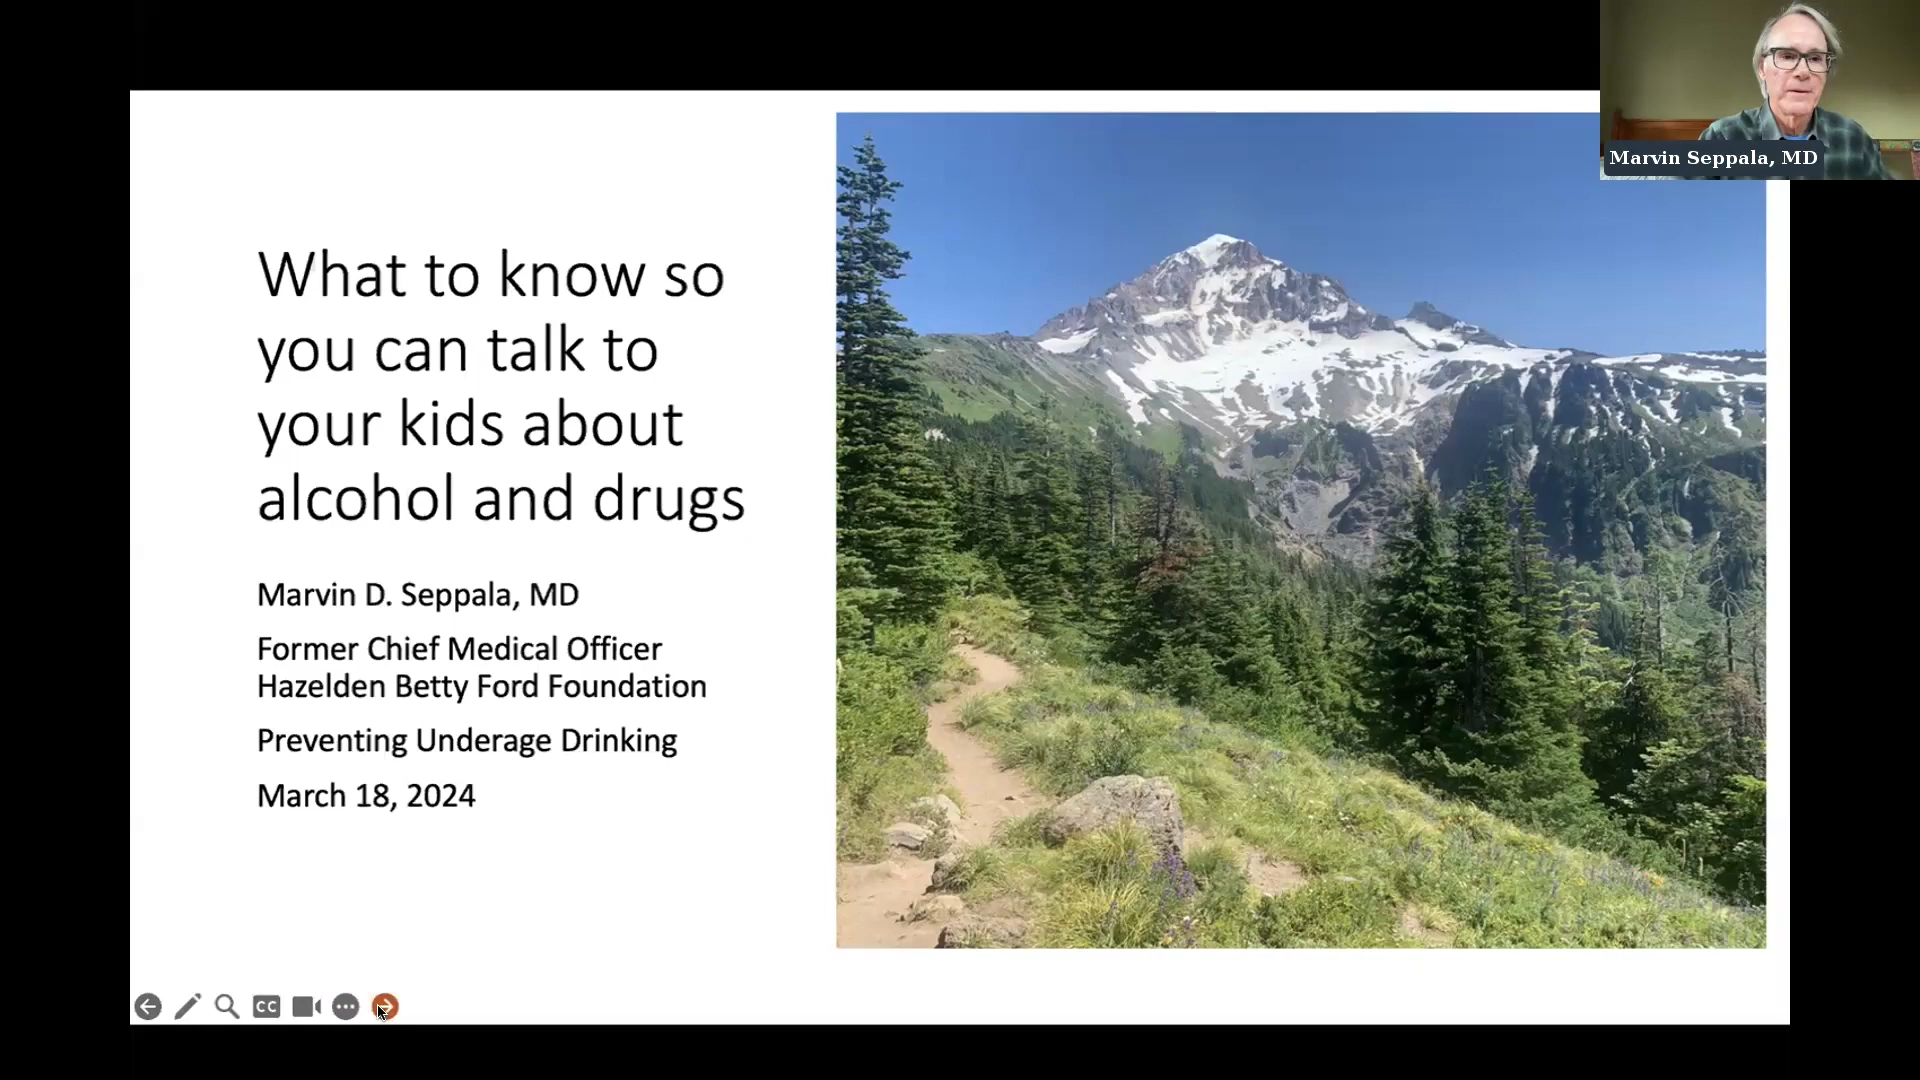 Marvin Seppala, MD
What to know so
you can talk to
your kids about
alcohol and drugs
Marvin D. Seppala, MD
Former Chief Medical Officer
Hazelden Betty Ford Foundation
Preventing Underage Drinking
March 18, 2024
CC